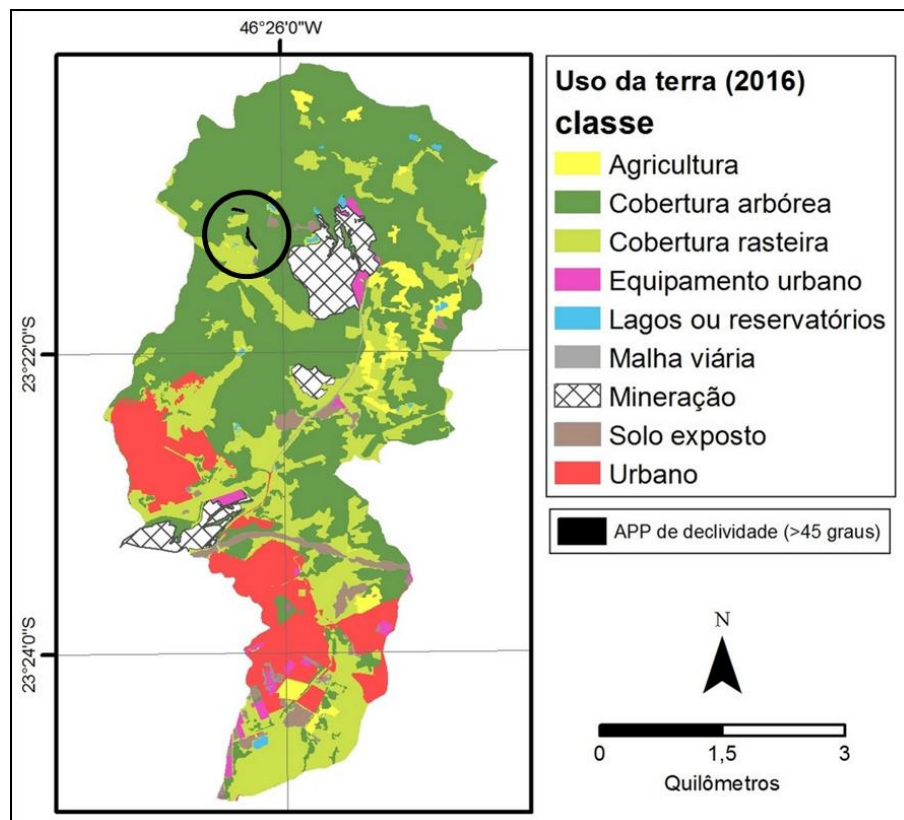 46°26'0"W
23°22'0"S
23°24'0"S
Uso da terra (2016)
classe
Agricultura
Cobertura arbórea
Cobertura rasteira
Equipamento urbano
Lagos ou reservatórios
Malha viária
Mineração
Solo exposto
Urbano
APP de declividade (>45 graus)
N
0 1,5 3
Quilômetros